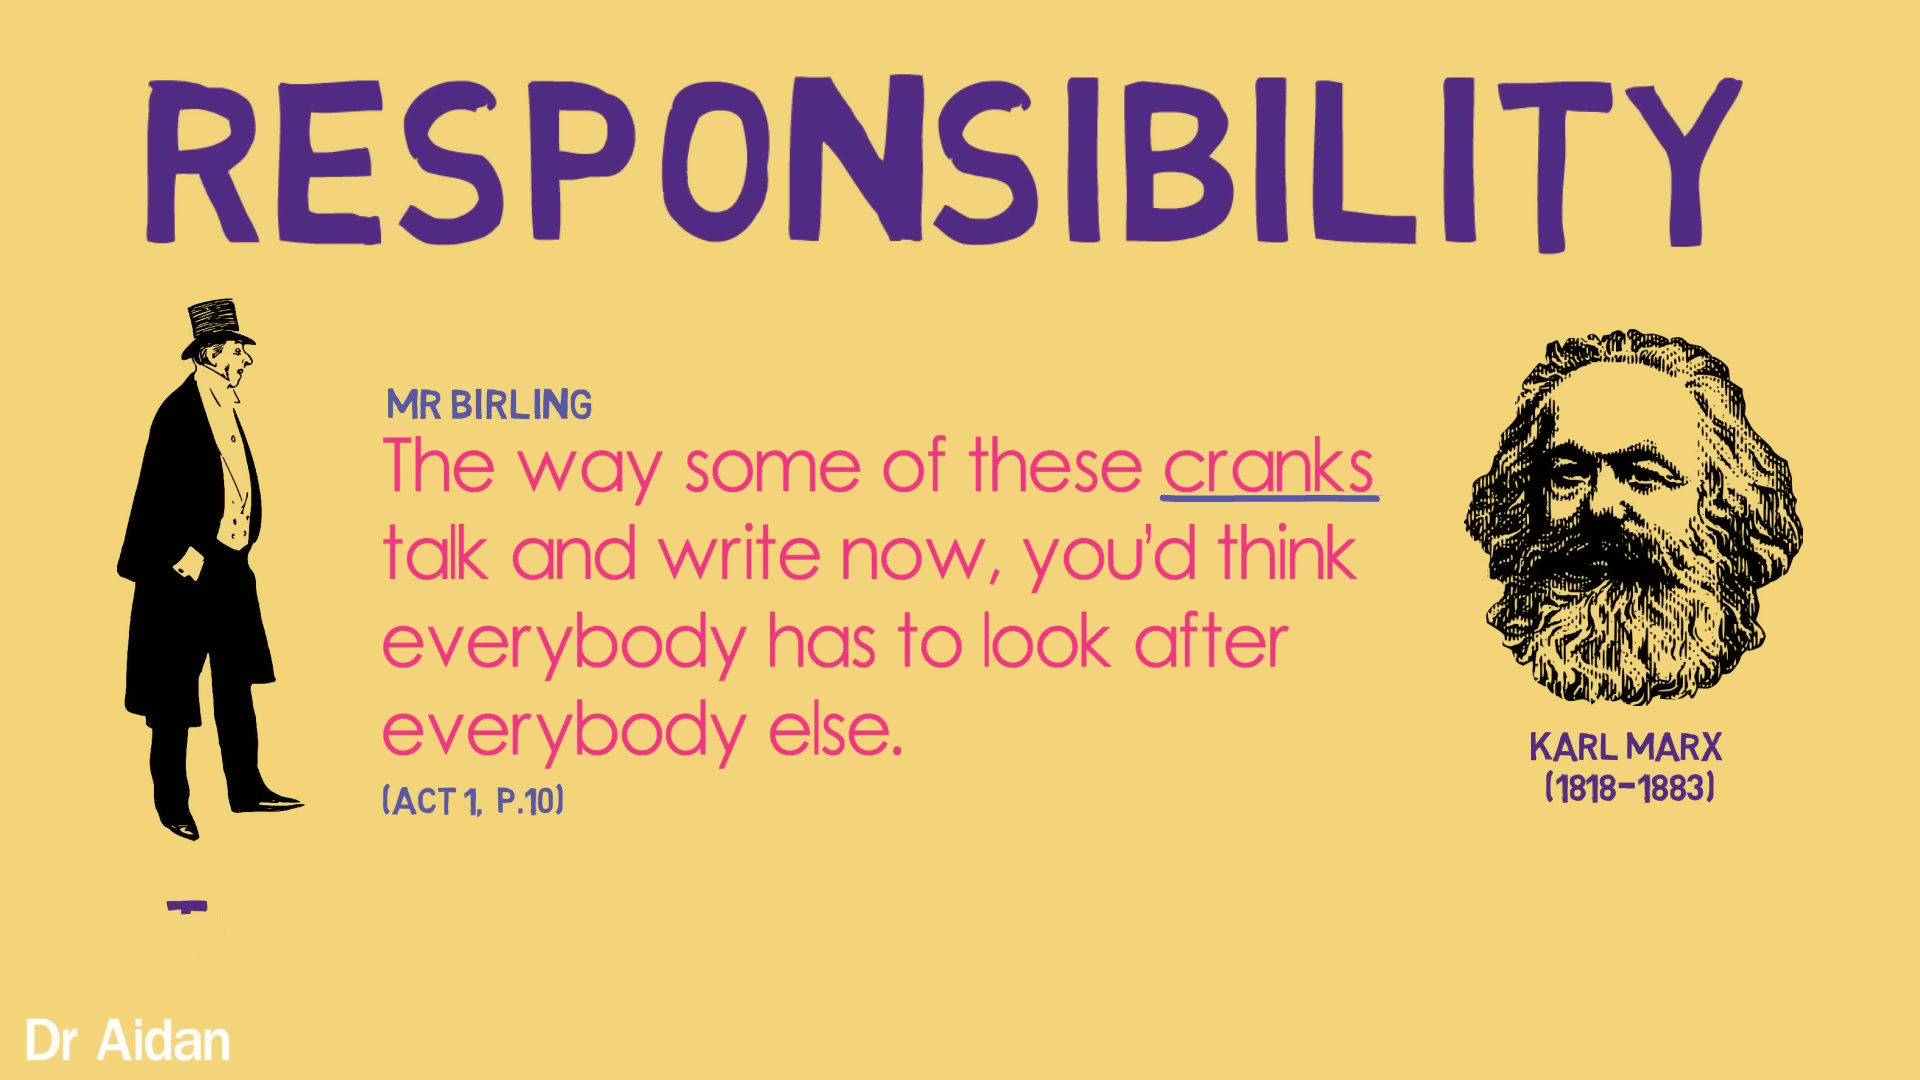 RESPONSIBILITY
MR BIRLING
The way some of these cranks
talk and write now, you'd think
everybody has to look after
everybody else.
(ACT 1, P.10)
KARL MARX
(1818-1883)
Dr Aidan